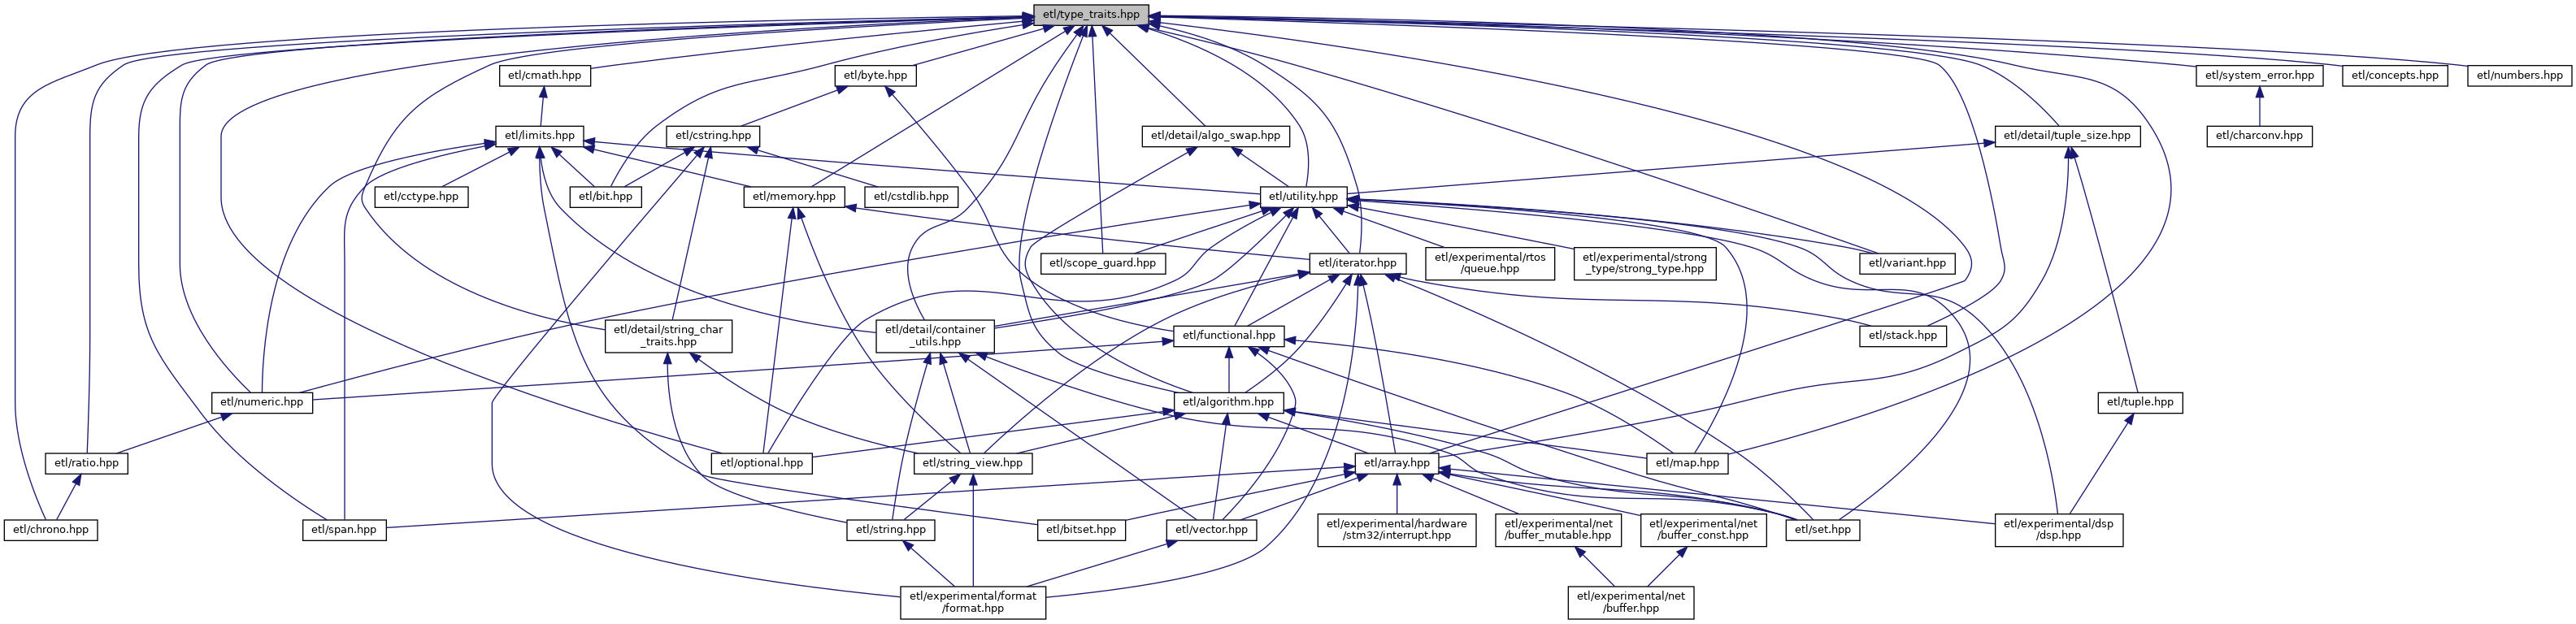 etl/type_traits.hpp
etl/cmath.hpp
etl/byte.hpp
etl/system_error.hpp
etl/concepts.hpp
etl/numbers.hpp
etl/limits.hpp
etl/cstring.hpp
etl/detail/algo_swap.hpp
etl/detail/tuple_size.hpp
etl/charconv.hpp
etl/cctype.hpp
etl/bit.hpp
etl/memory.hpp
etl/cstdlib.hpp
etl/utility.hpp
etl/scope_guard.hpp
etl/iterator.hpp
etl/experimental/rtos
/queue.hpp
etl/experimental/strong
_type/strong_type.hpp
etl/variant.hpp
etl/detail/string_char
_traits.hpp
etl/detail/container
_utils.hpp
etl/functional.hpp
etl/stack.hpp
etl/numeric.hpp
etl/algorithm.hpp
etl/tuple.hpp
etl/ratio.hpp
etl/optional.hpp
etl/string_view.hpp
etl/array.hpp
etl/map.hpp
etl/chrono.hpp
etl/span.hpp
etl/string.hpp
etl/bitset.hpp
etl/vector.hpp
etl/experimental/hardware
/stm32/interrupt.hpp
etl/experimental/net
/buffer_mutable.hpp
etl/experimental/net
/buffer_const.hpp
etl/set.hpp
etl/experimental/dsp
/dsp.hpp
etl/experimental/format
/format.hpp
etl/experimental/net
/buffer.hpp